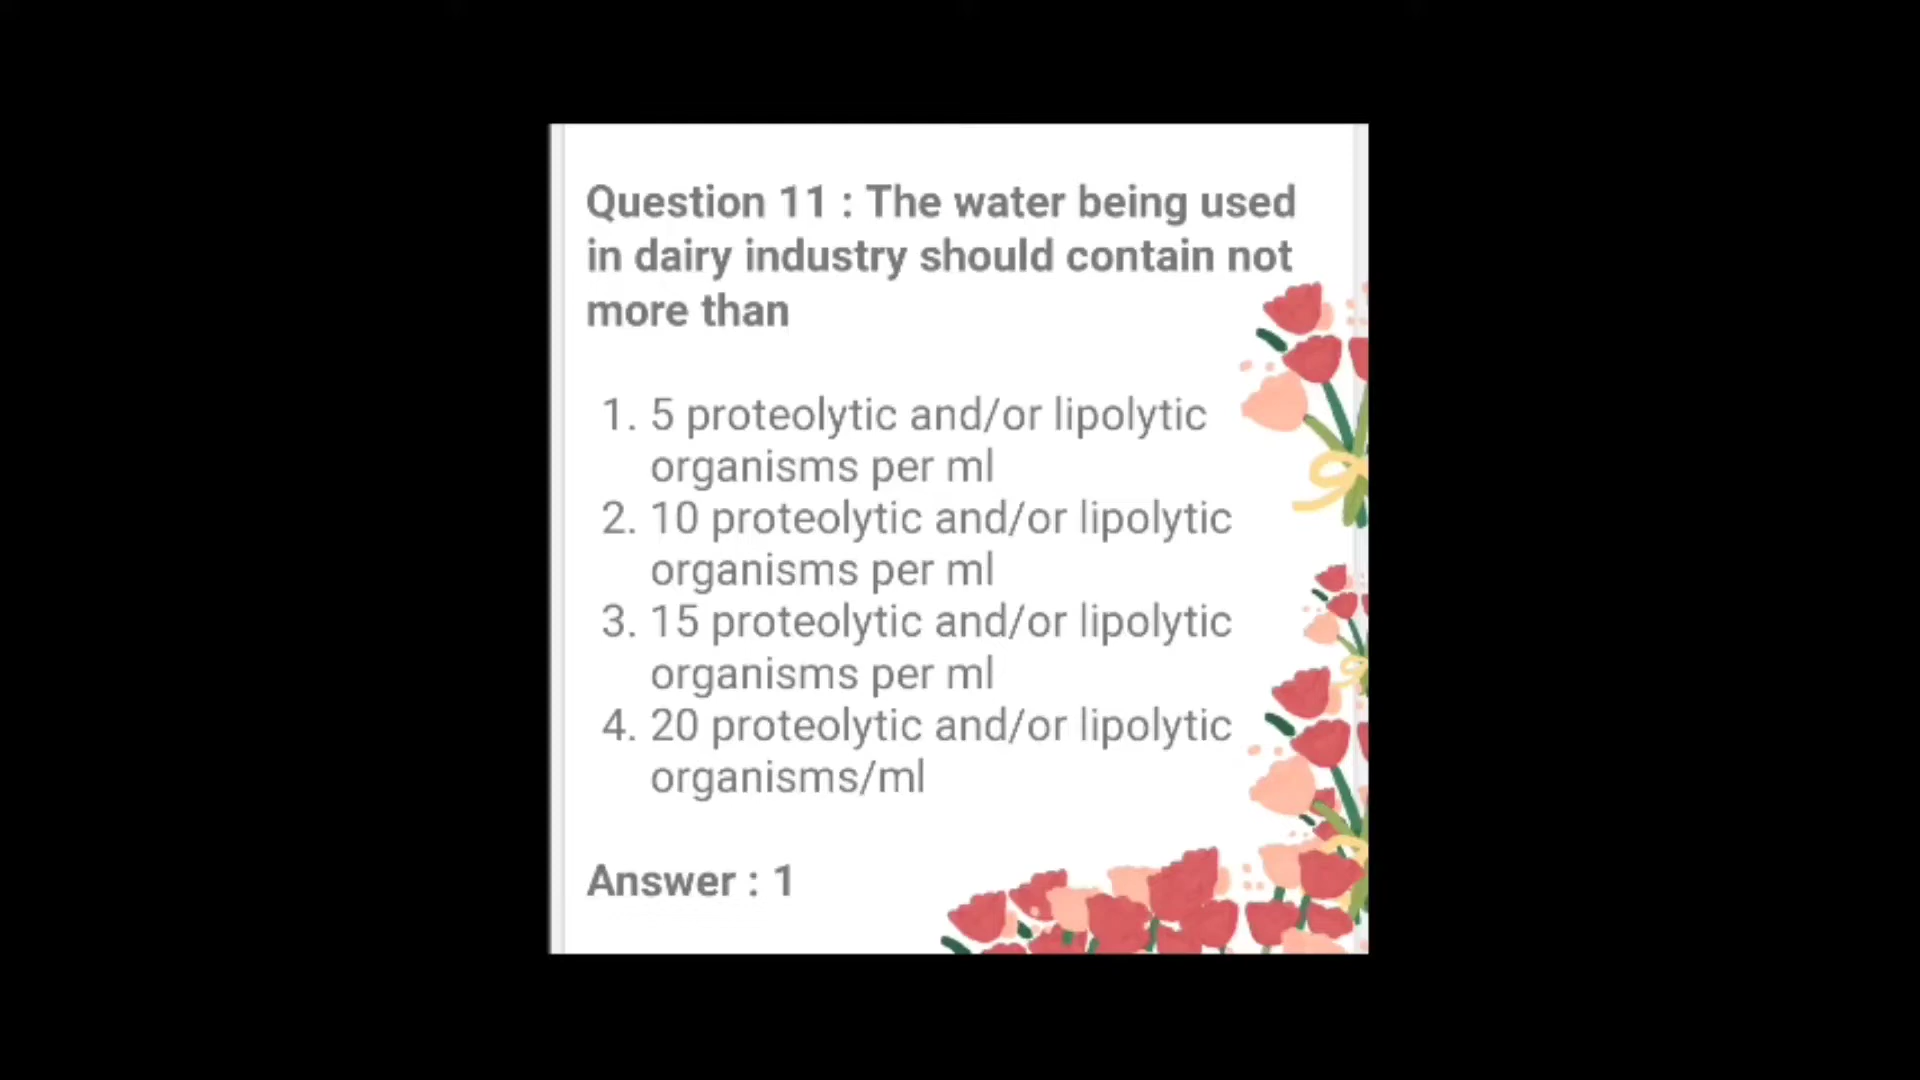 Question 11 : The water being used
in dairy industry should contain not
more than
1. 5 proteolytic and/or lipolytic
organisms per ml
2. 10 proteolytic and/or lipolytic
organisms per ml
3. 15 proteolytic and/or lipolytic
organisms per ml
4. 20 proteolytic and/or lipolytic
organisms/ml
Answer : 1